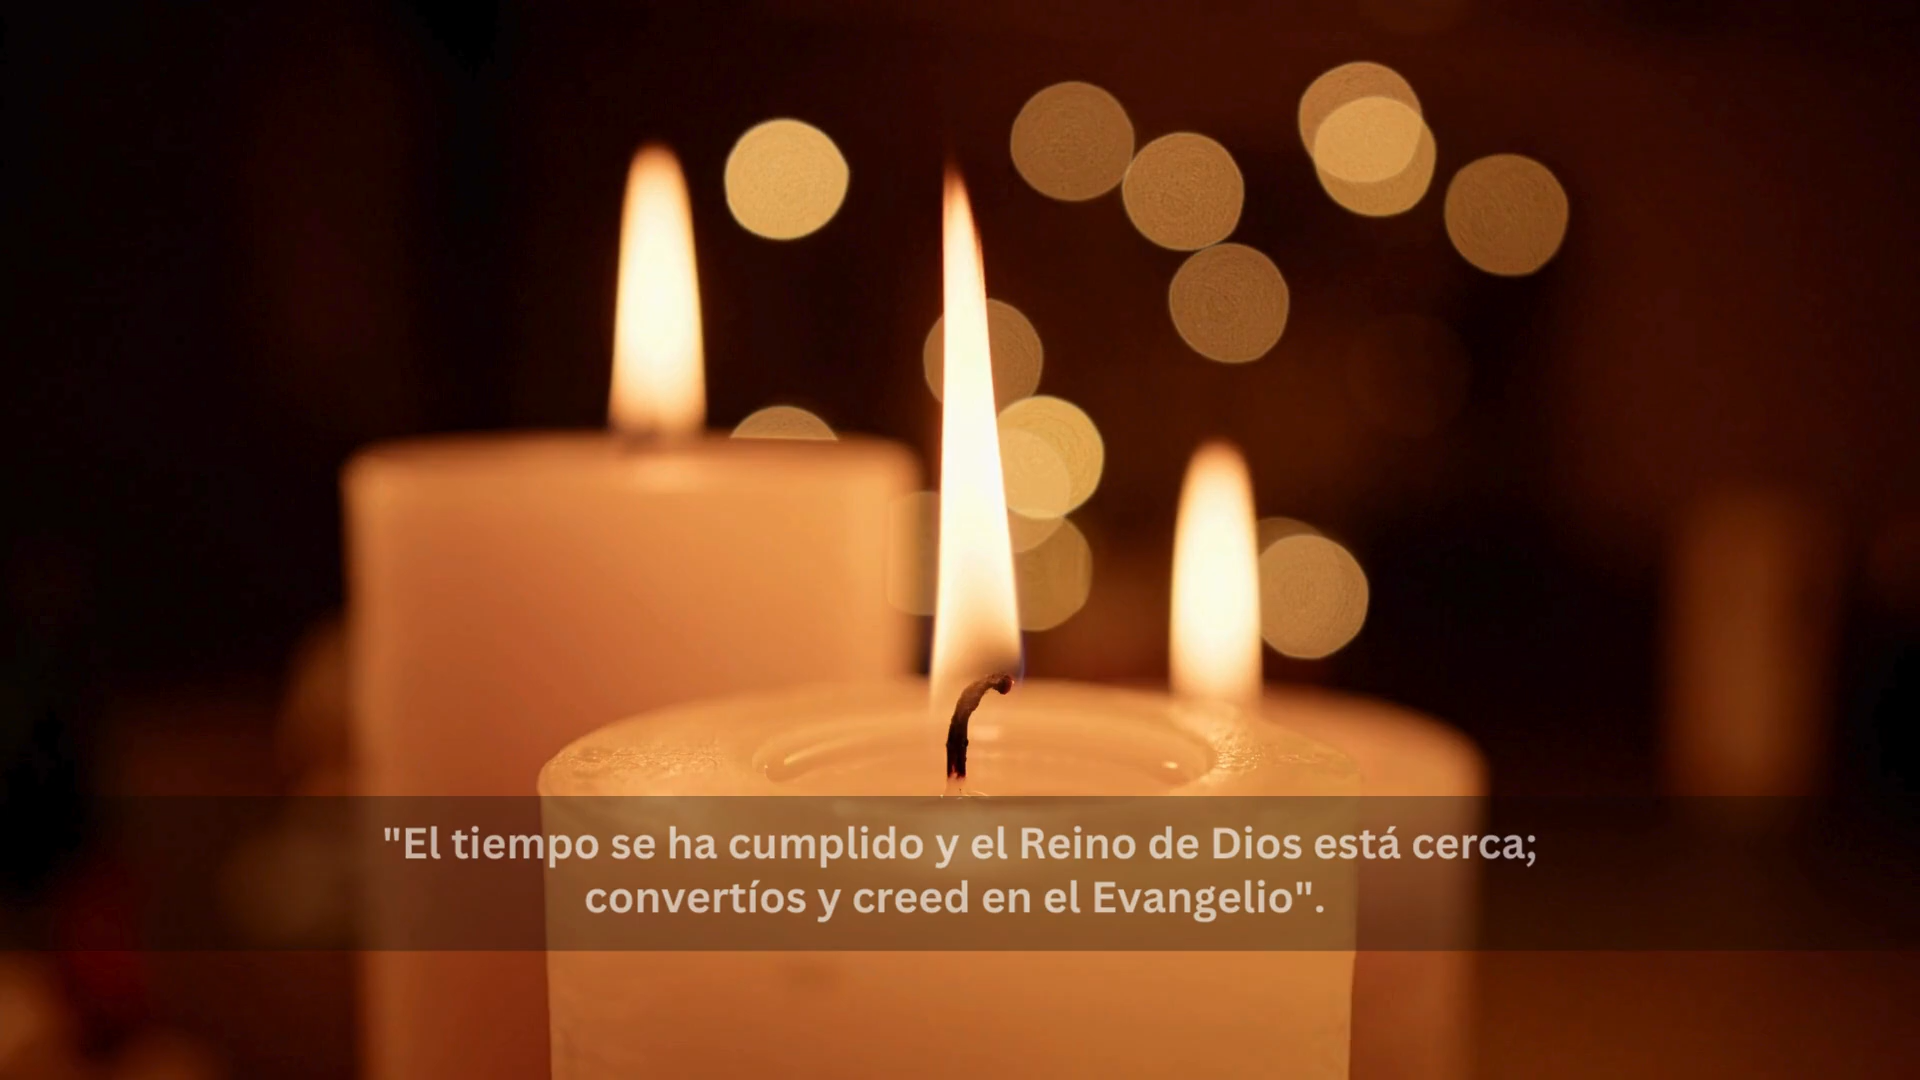 "El tiempo se ha cumplido y el Reino de Dios está cerca;
convertíos y creed en el Evangelio".